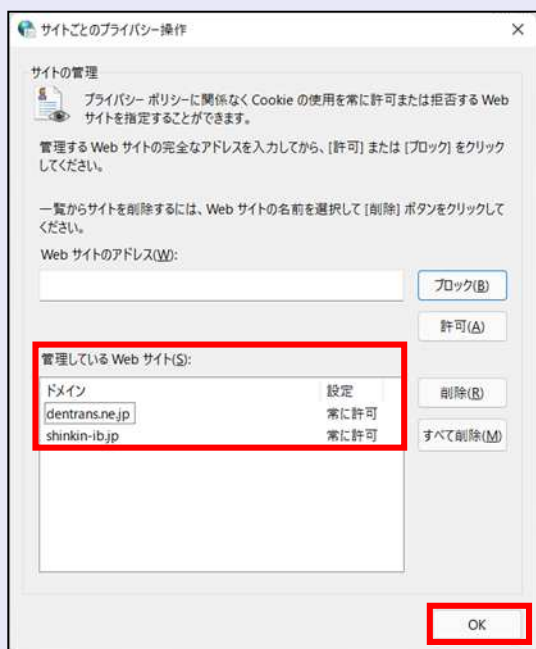 サイトごとのプライバシー操作
サイトの管理
プライバシー ポリシーに関係なく Cookie の使用を常に許可または拒否する Web
サイトを指定することができます。
管理する Web サイトの完全なアドレスを入力してから、[許可] または [ブロック] をクリック
してください。
一覧からサイトを削除するには、Web サイトの名前を選択して [削除] ボタンをクリックして
ください。
Web サイトのアドレス(W):
ブロック(B)
許可(A)
管理している Web サイト(S):
ドメイン 設定
dentrans.ne.jp 常に許可
shinkin-ib.jp 常に許可
削除(R)
すべて削除(M)
OK